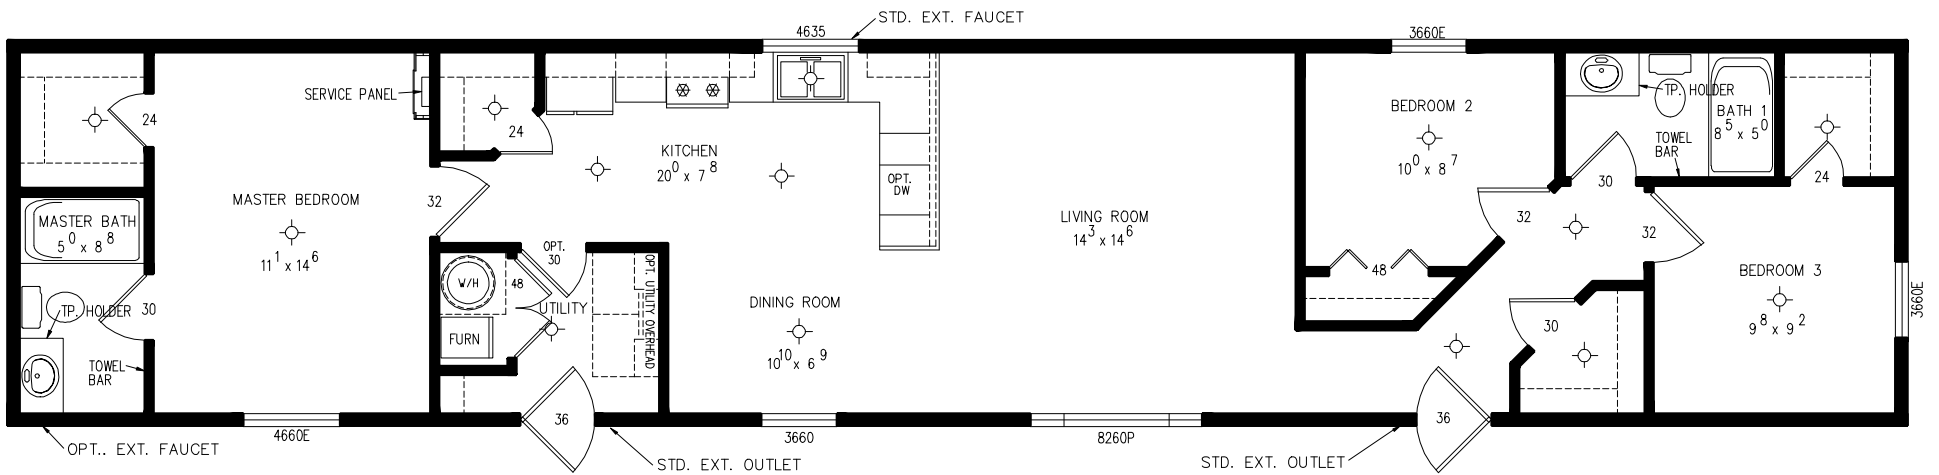 STD. EXT. FAUCET
4635
3660E
SERVICE PANEL
24
24
KITCHEN
20⁰ x 7⁸
OPT.
DW
BEDROOM 2
10⁰ x 8⁷
TP. HOLDER
BATH 1
8⁵ x 5⁰
TOWEL
BAR
30
24
MASTER BEDROOM
11¹ x 14⁶
32
MASTER BATH
5⁰ x 8⁸
LIVING ROOM
14³ x 14⁶
32
32
OPT.
30
W/H
48
UTILITY
OPT. UTILITY OVERHEAD
FURN
TP. HOLDER
30
TOWEL
BAR
DINING ROOM
10¹⁰ x 6⁹
48
30
BEDROOM 3
9⁸ x 9²
3660E
36
36
4660E
3660
8260P
OPT.. EXT. FAUCET
STD. EXT. OUTLET
STD. EXT. OUTLET